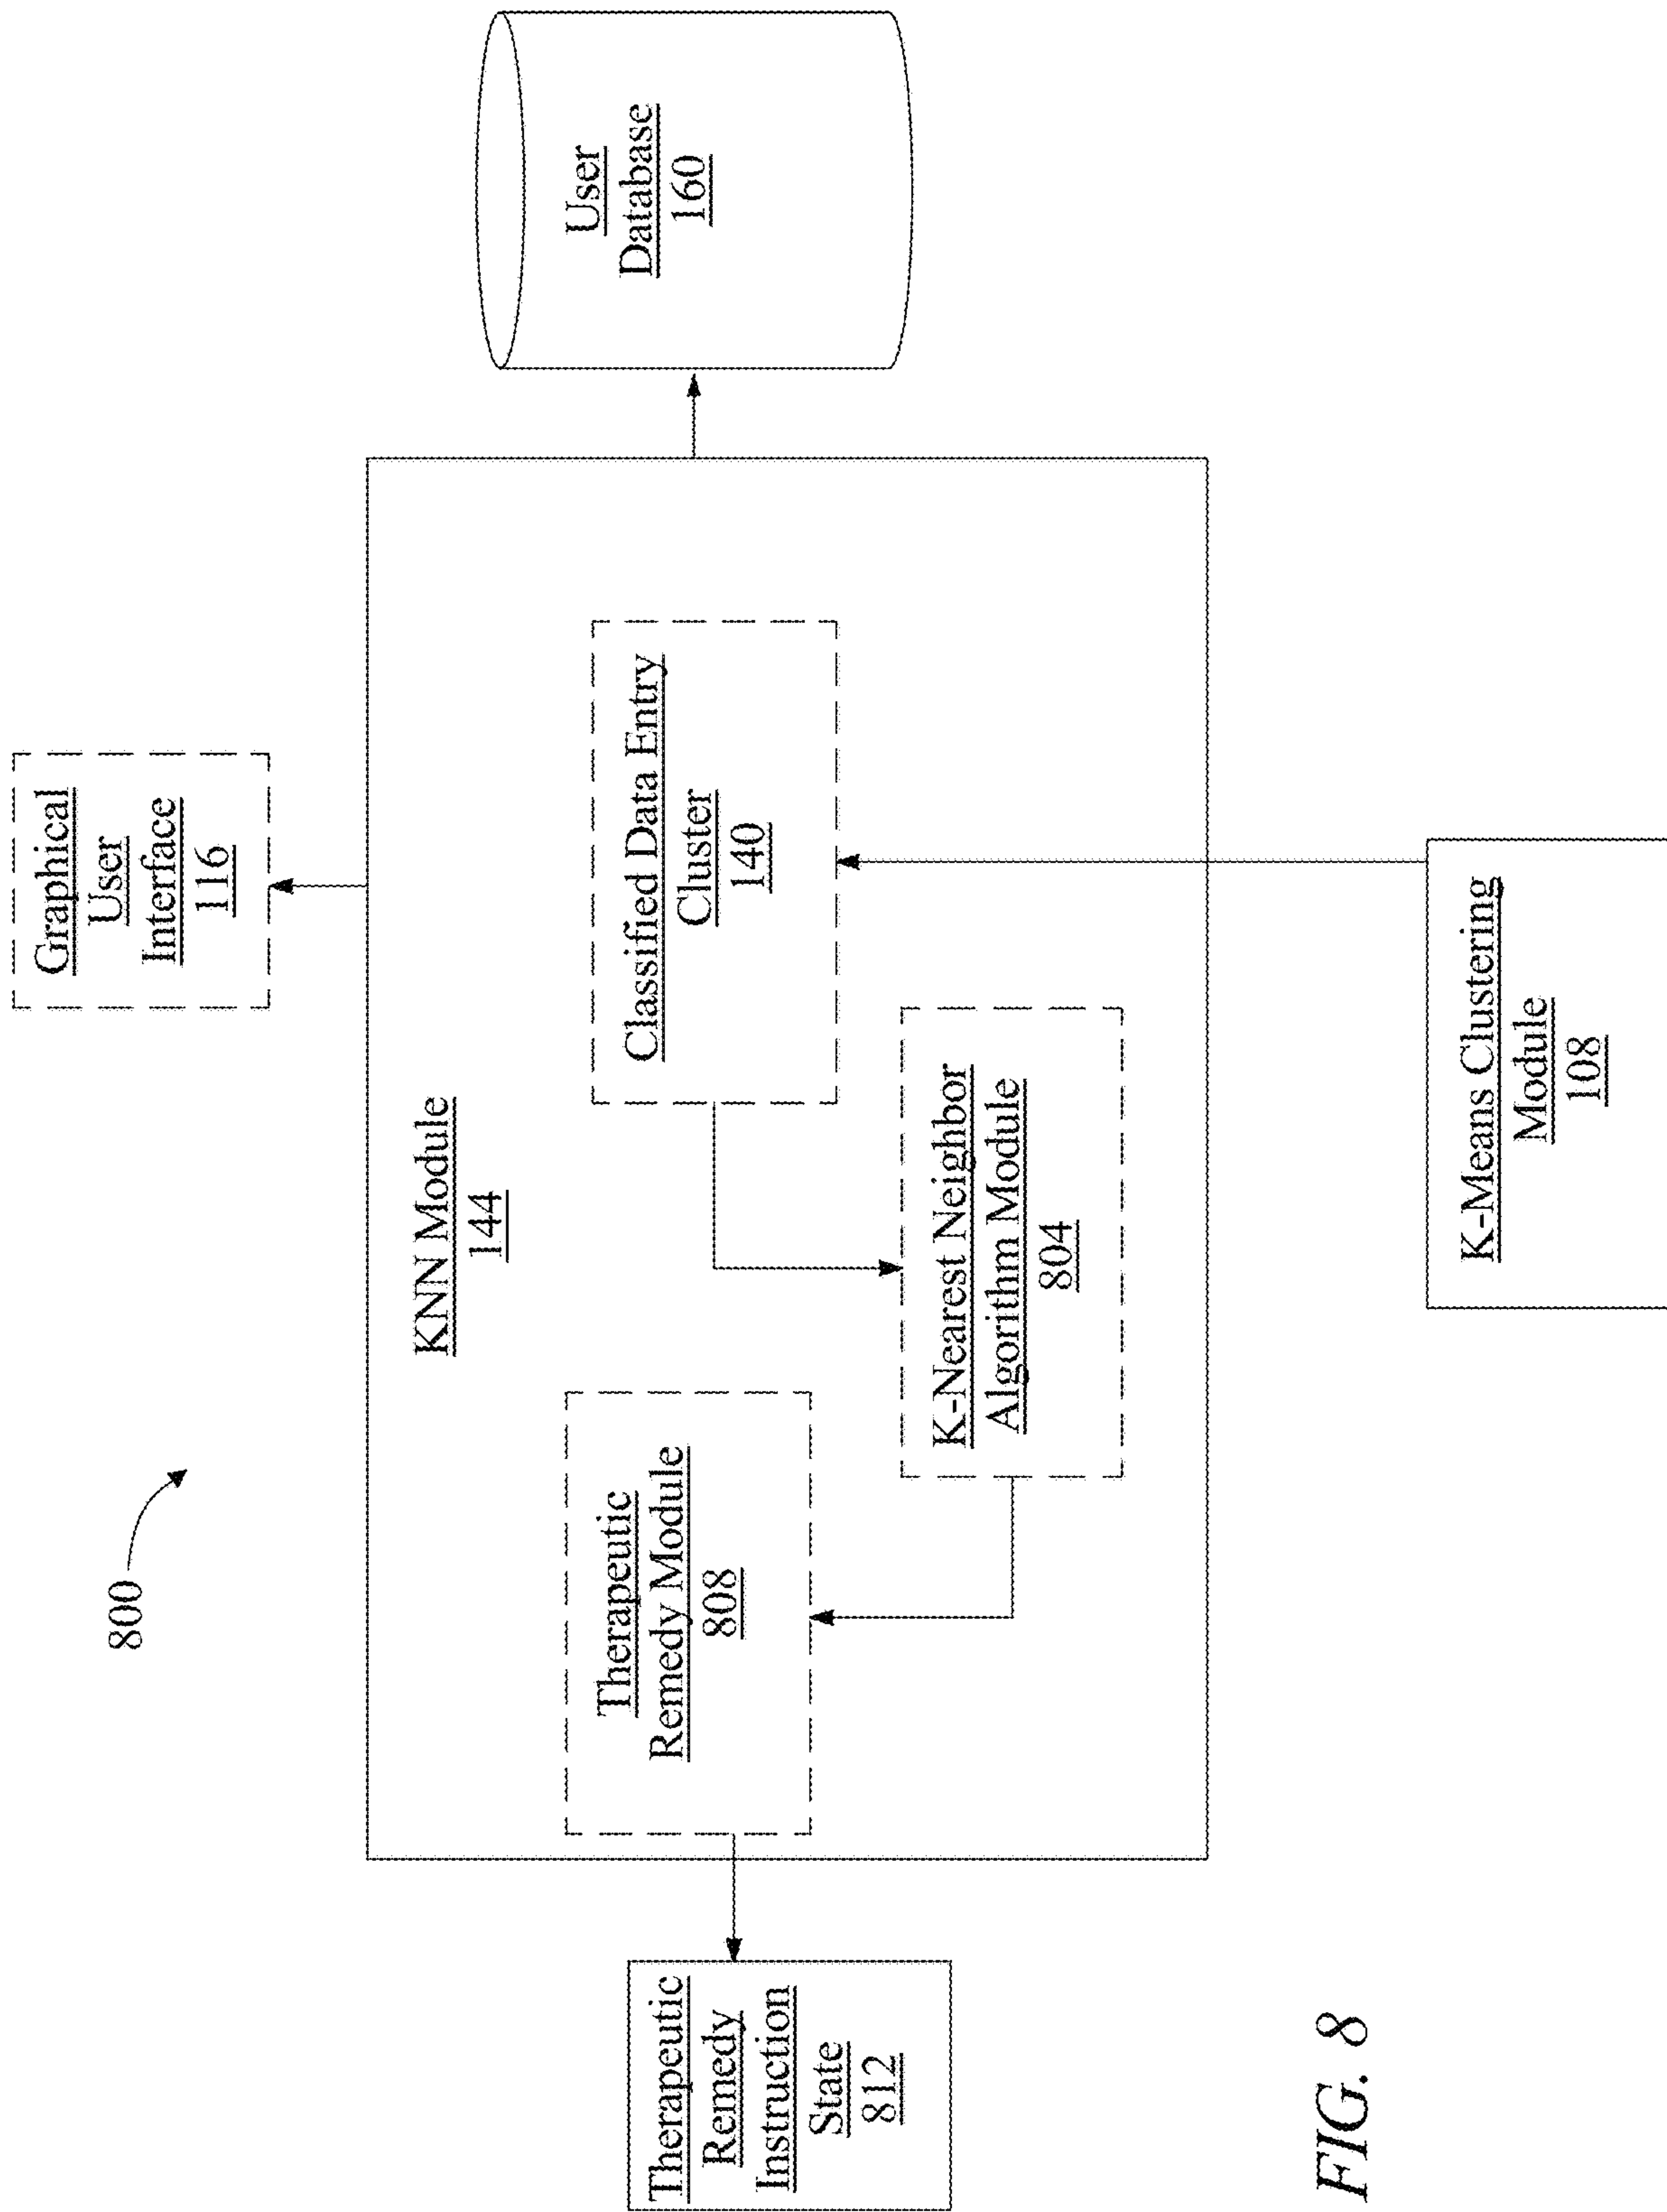 800
Graphical
User
Interface
116
KNN Module
144
Therapeutic
Remedy Module
808
Classified Data Entry
Cluster
140
User
Database
160
Therapeutic
Remedy
Instruction
State
812
K-Nearest Neighbor
Algorithm Module
804
K-Means Clustering
Module
108
FIG. 8